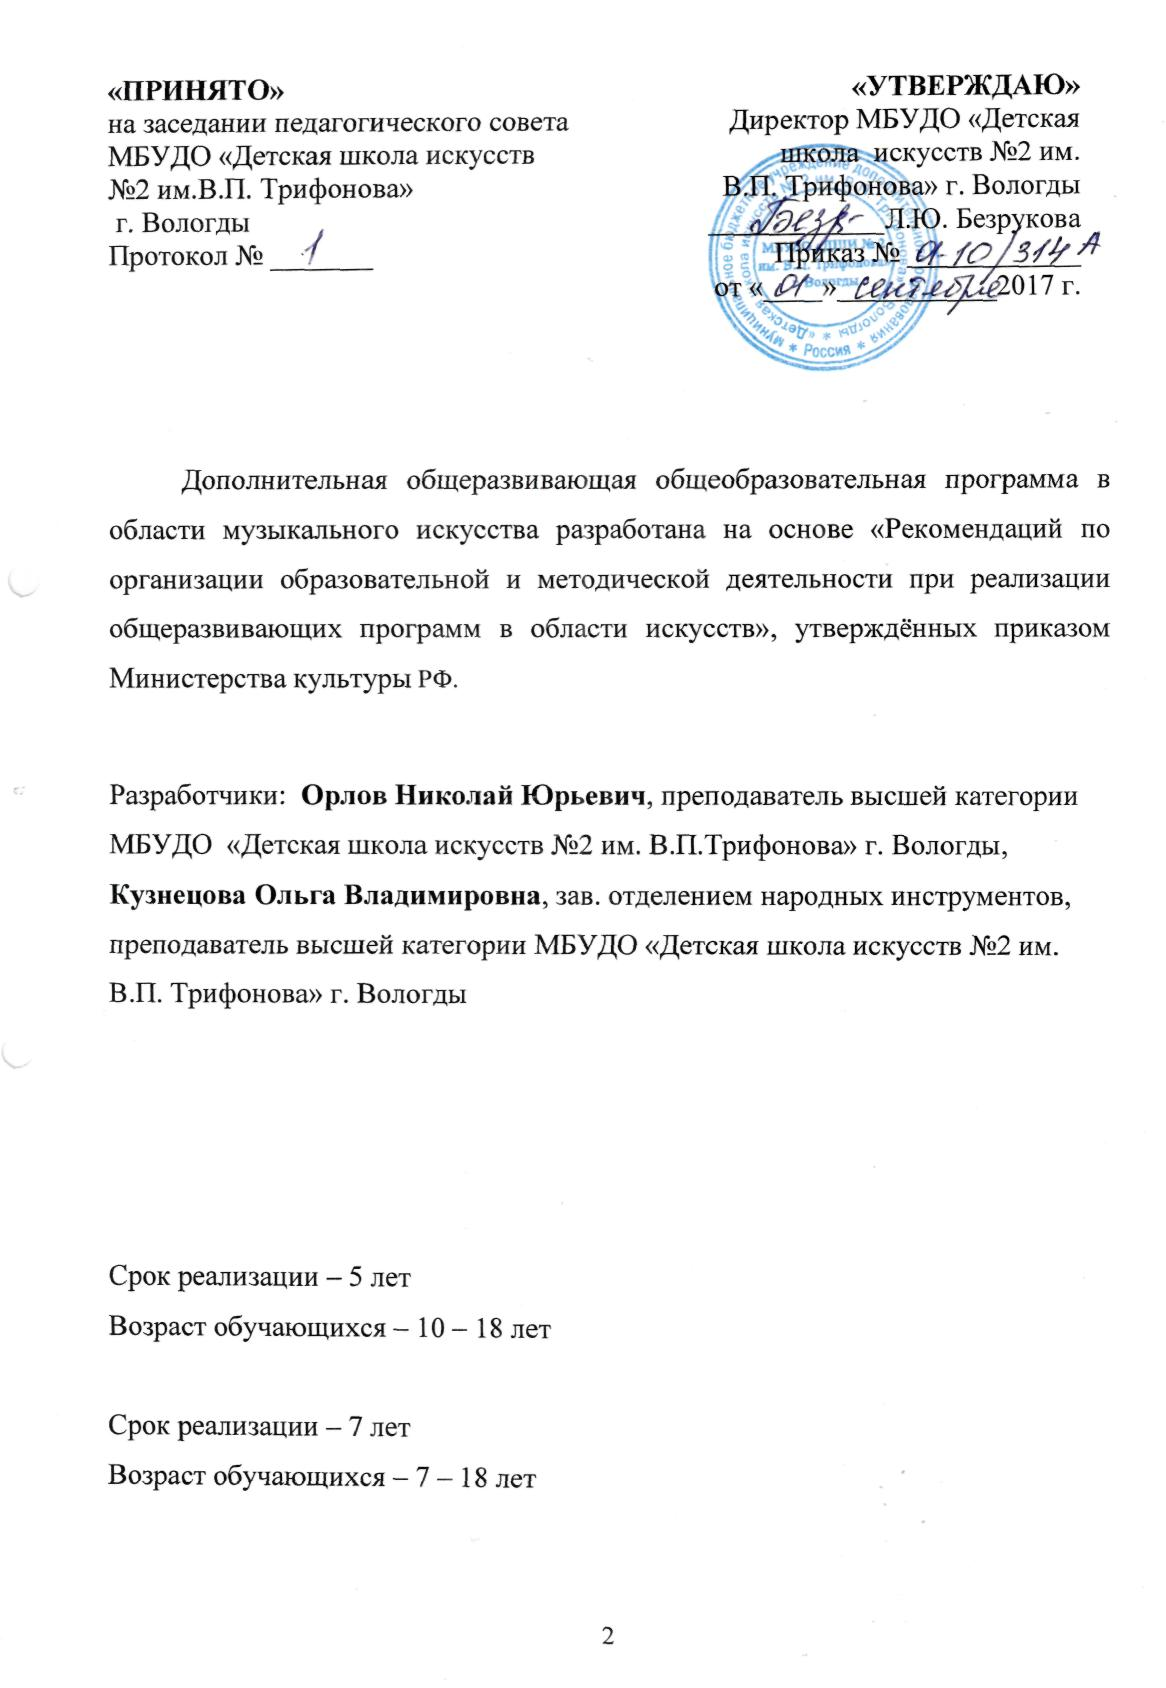 «ПРИНЯТО»
на заседании педагогического совета
МБУДО «Детская школа искусств
№2 им.В.П. Трифонова»
г. Вологды
Протокол № 1
«УТВЕРЖДАЮ»
Директор МБУДО «Детская
школа искусств №2 им.
В.П. Трифонова» г. Вологды
Л.Ю. Безрукова
Приказ № 01-10/314 А
от «01» сентября 2017 г.
Дополнительная общеразвивающая общеобразовательная программа в
области музыкального искусства разработана на основе «Рекомендаций по
организации образовательной и методической деятельности при реализации
общеразвивающих программ в области искусств», утверждённых приказом
Министерства культуры РФ.
Разработчики: Орлов Николай Юрьевич, преподаватель высшей категории
МБУДО «Детская школа искусств №2 им. В.П.Трифонова» г. Вологды,
Кузнецова Ольга Владимировна, зав. отделением народных инструментов,
преподаватель высшей категории МБУДО «Детская школа искусств №2 им.
В.П. Трифонова» г. Вологды
Срок реализации – 5 лет
Возраст обучающихся – 10 – 18 лет
Срок реализации – 7 лет
Возраст обучающихся – 7 – 18 лет
2